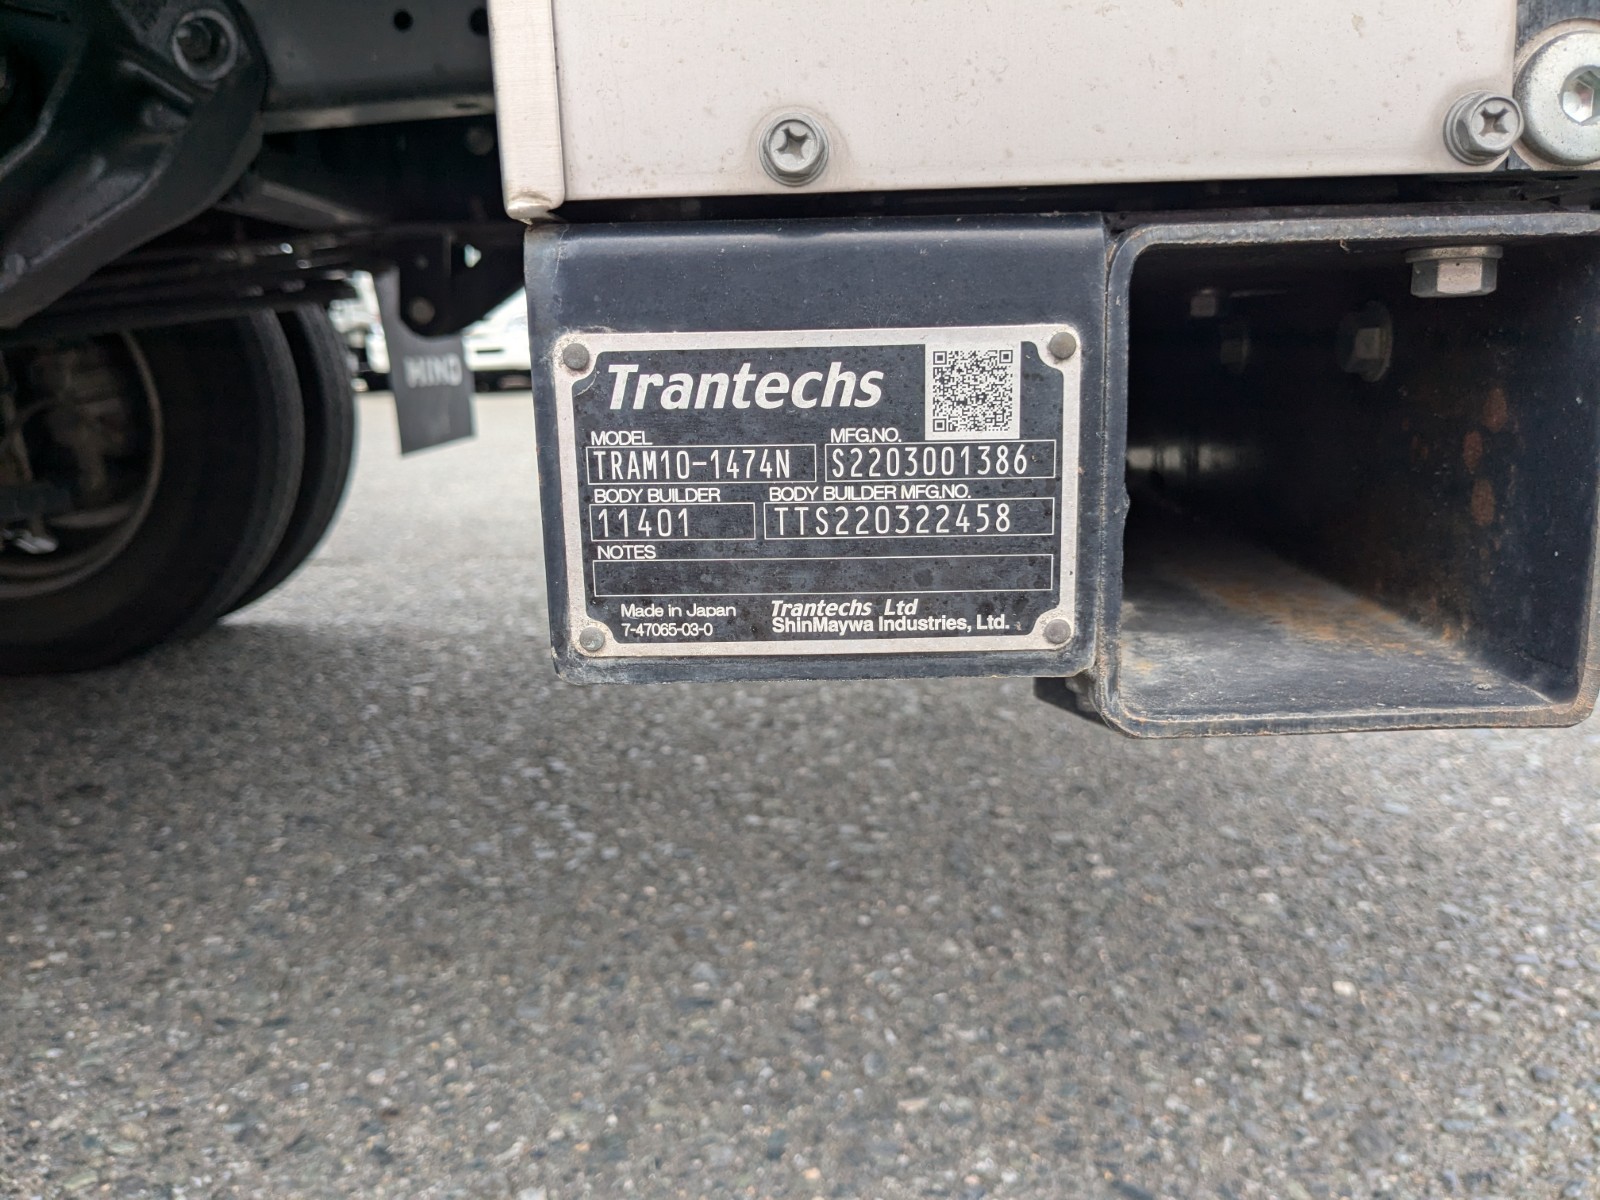 HINO
Trantechs
MODEL MFG.NO.
TRAM10-1474N S2203001386
BODY BUILDER BODY BUILDER MFG.NO.
11401 TTS220322458
NOTES
Made in Japan Trantechs Ltd
7-47065-03-0 ShinMaywa Industries, Ltd.